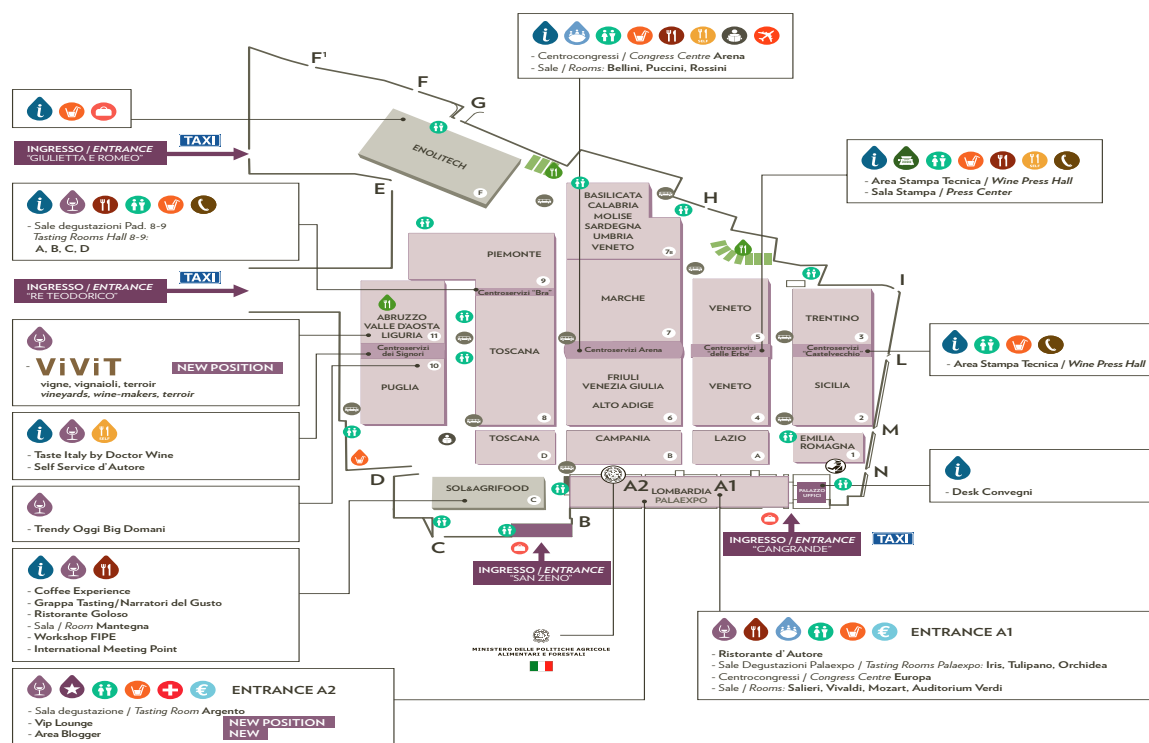 - Centrocongressi / Congress Centre Arena
- Sale / Rooms: Bellini, Puccini, Rossini
F¹
F
G
TAXI
INGRESSO / ENTRANCE
"GIULIETTA E ROMEO"
ENOLITECH
F
E
H
- Area Stampa Tecnica / Wine Press Hall
- Sala Stampa / Press Center
- Sale degustazioni Pad. 8-9
Tasting Rooms Hall 8-9:
A, B, C, D
TAXI
INGRESSO / ENTRANCE
"RE TEODORICO"
BASILICATA
CALABRIA
MOLISE
SARDEGNA
UMBRIA
VENETO
7B
PIEMONTE
9
Centroservizi "Bra"
MARCHE
7
VENETO
5
TRENTINO
3
I
ABRUZZO
VALLE D'AOSTA
LIGURIA
11
Centroservizi
dei Signori
10
PUGLIA
TOSCANA
8
Centroservizi Arena
Centroservizi
"delle Erbe"
Centroservizi
"Castelvecchio"
L
FRIULI
VENEZIA GIULIA
ALTO ADIGE
6
VENETO
4
SICILIA
2
- Area Stampa Tecnica / Wine Press Hall
-
ViViT
NEW POSITION
vigne, vignaioli, terroir
vineyards, wine-makers, terroir
SELF
- Taste Italy by Doctor Wine
- Self Service d'Autore
TOSCANA
D
CAMPANIA
B
LAZIO
A
EMILIA
ROMAGNA
1
M
N
D
SOL&AGRIFOOD
C
A2
LOMBARDIA
PALAEXPO
A1
PALAZZO
UFFICI
- Desk Convegni
- Trendy Oggi Big Domani
C
B
INGRESSO / ENTRANCE
"SAN ZENO"
INGRESSO / ENTRANCE
"CANGRANDE"
TAXI
- Coffee Experience
- Grappa Tasting/Narratori del Gusto
- Ristorante Goloso
- Sala / Room Mantegna
- Workshop FIPE
- International Meeting Point
MINISTERO DELLE POLITICHE AGRICOLE
ALIMENTARI E FORESTALI
ENTRANCE A1
- Ristorante d'Autore
- Sale Degustazioni Palaexpo / Tasting Rooms Palaexpo: Iris, Tulipano, Orchidea
- Centrocongressi / Congress Centre Europa
- Sale / Rooms: Salieri, Vivaldi, Mozart, Auditorium Verdi
ENTRANCE A2
- Sala degustazione / Tasting Room Argento
- Vip Lounge NEW POSITION
- Area Blogger NEW